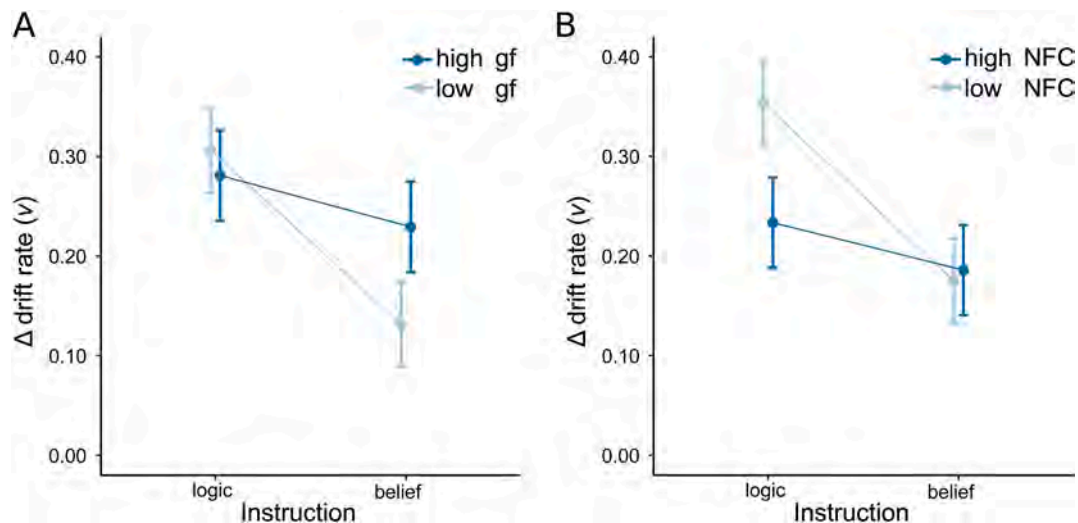 A
high gf
low gf
0.40
0.30
0.20
0.10
0.00
Δ drift rate (v)
logic
belief
Instruction
B
high NFC
low NFC
0.40
0.30
0.20
0.10
0.00
Δ drift rate (v)
logic
belief
Instruction